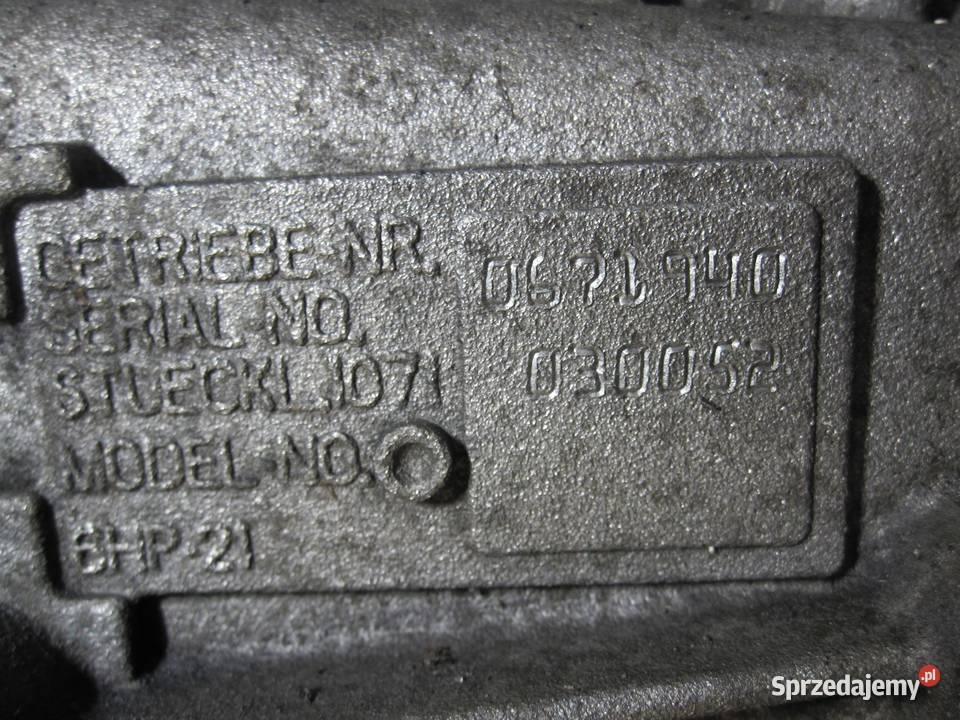 GETRIEBE-NR. 0671940
SERIAL-NO.
STUECKL.1071 030052
MODEL-NO.
6HP-21
Sprzedajemy.pl